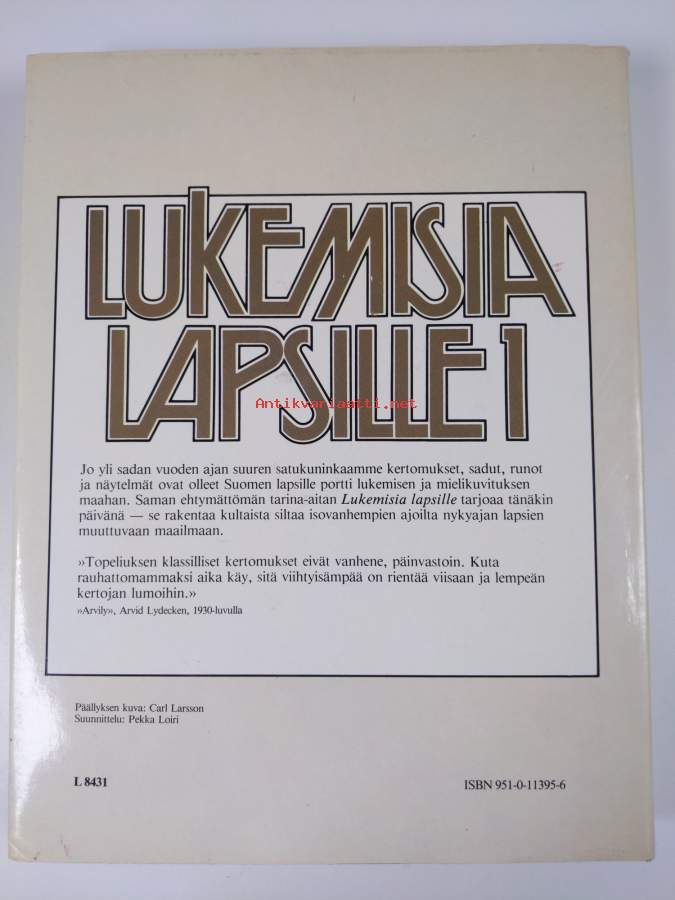 LUKEMISIA
LAPSILLE 1
Antikvariaatti.net
Jo yli sadan vuoden ajan suuren satukuninkaamme kertomukset, sadut, runot
ja näytelmät ovat olleet Suomen lapsille portti lukemisen ja mielikuvituksen
maahan. Saman ehtymättömän tarina-aitan Lukemisia lapsille tarjoaa tänäkin
päivänä — se rakentaa kultaista siltaa isovanhempien ajoilta nykyajan lapsien
muuttuvaan maailmaan.
»Topeliuksen klassilliset kertomukset eivät vanhene, päinvastoin. Kuta
rauhattomammaksi aika käy, sitä viihtyisämpää on rientää viisaan ja lempeän
kertojan lumoihin.»
»Arvily», Arvid Lydecken, 1930-luvulla
Päällyksen kuva: Carl Larsson
Suunnittelu: Pekka Loiri
L 8431
ISBN 951-0-11395-6